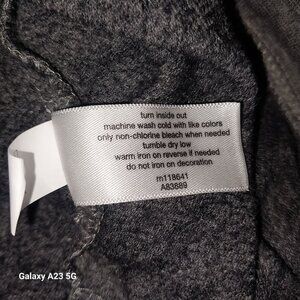 turn inside out
machine wash cold with like colors
only non-chlorine bleach when needed
tumble dry low
warm iron on reverse if needed
do not iron on decoration
rn118641
A83889
Galaxy A23 5G